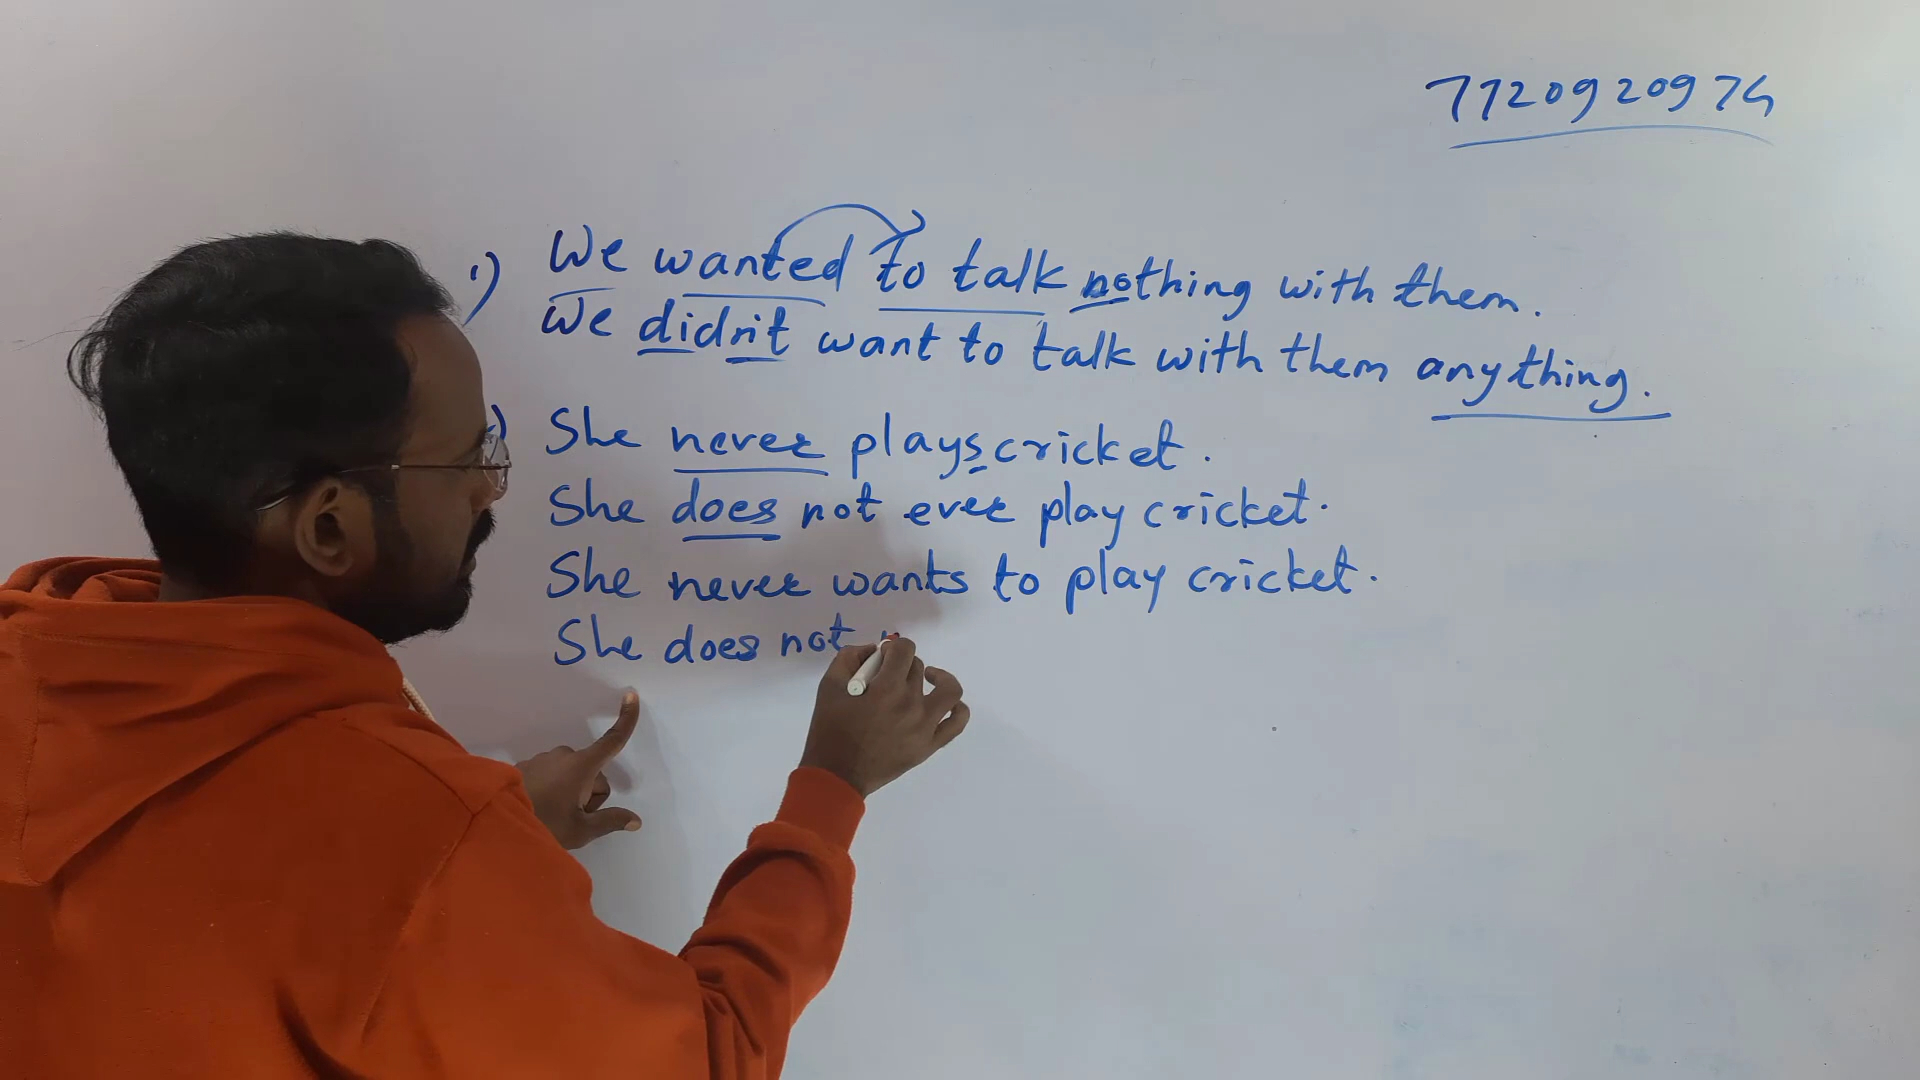 7720920974
1) We wanted to talk nothing with them.
We didn't want to talk with them anything.
) She never plays cricket.
She does not ever play cricket.
She never wants to play cricket.
She does not